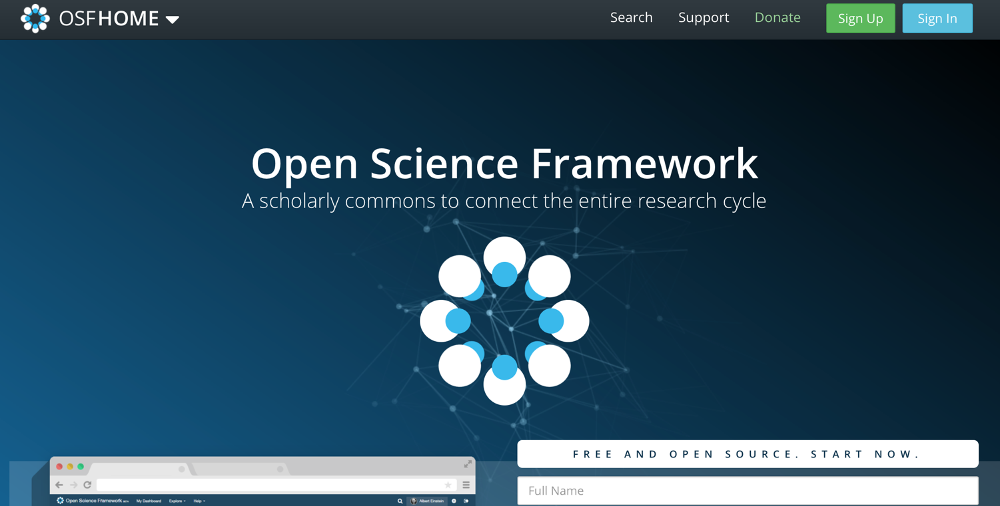 OSFHOME
Search Support Donate Sign Up Sign In
Open Science Framework
A scholarly commons to connect the entire research cycle
FREE AND OPEN SOURCE. START NOW.
Full Name
Open Science Framework BETA My Dashboard Explore Help Albert Einstein